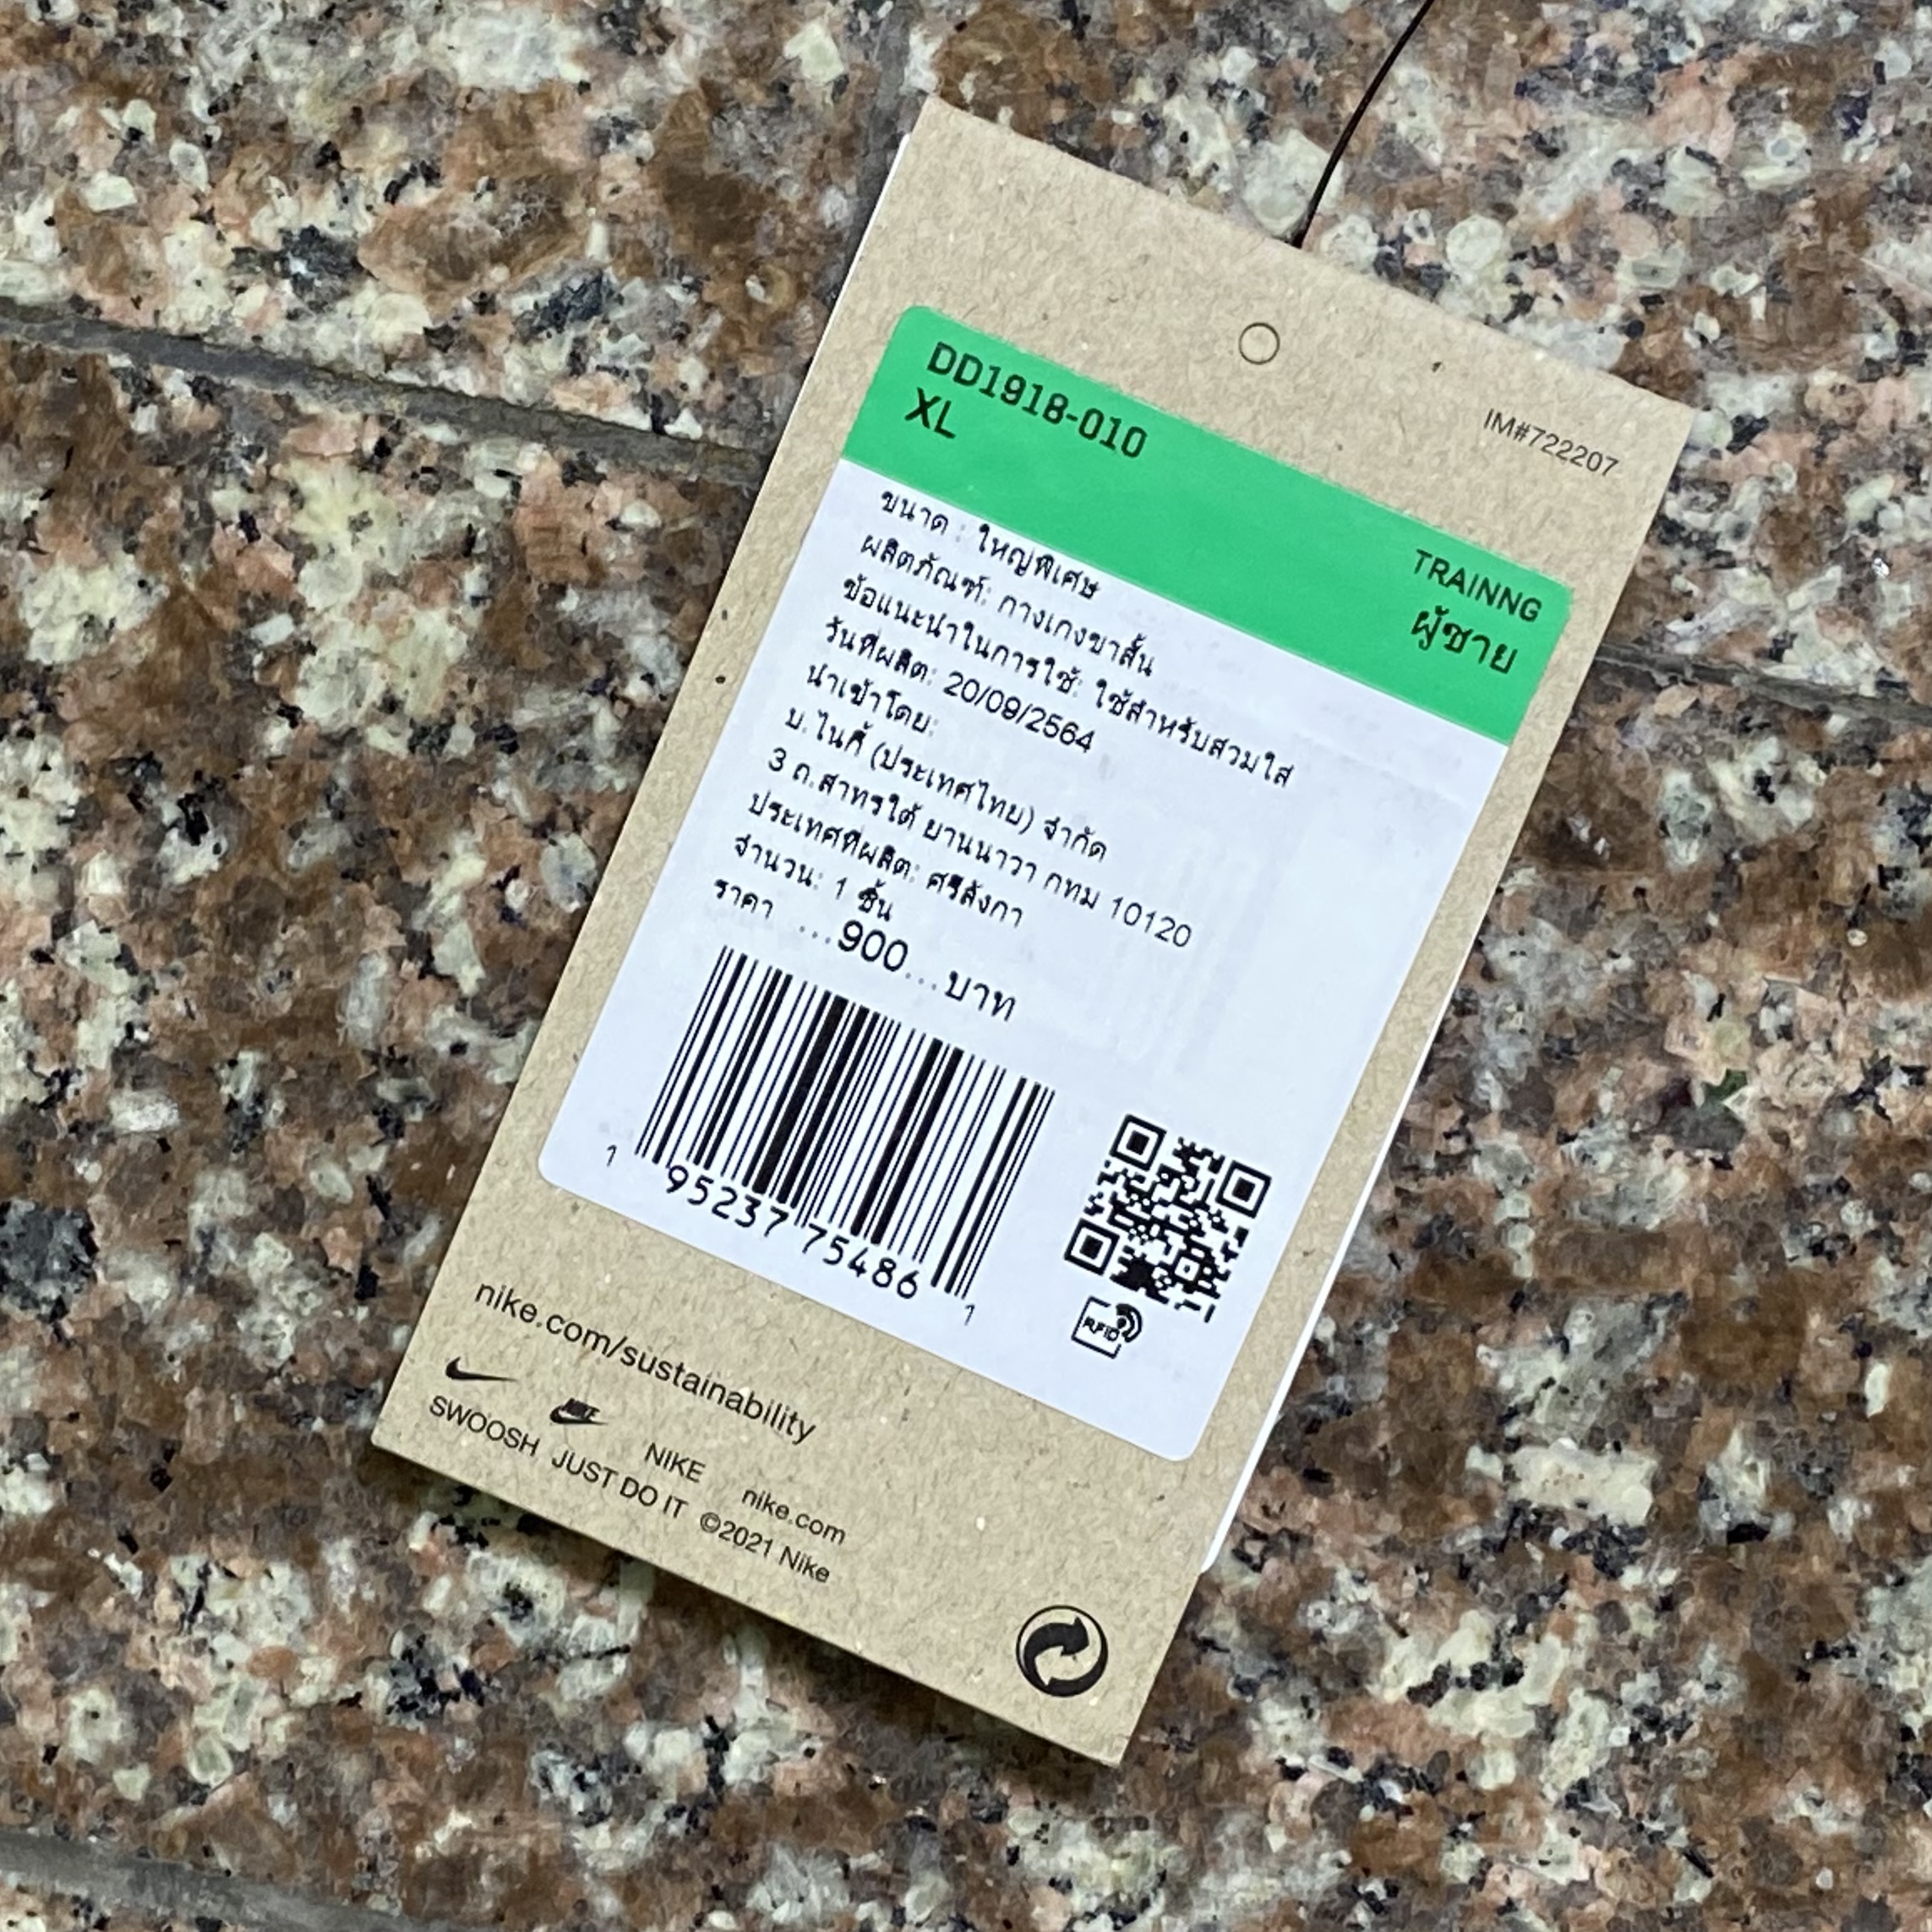 IM#722207
DD1918-010
XL
TRAINNG
ผู้ชาย
ขนาด : ใหญ่พิเศษ
ผลิตภัณฑ์: กางเกงขาสั้น
ข้อแนะนำในการใช้: ใช้สำหรับสวมใส่
วันที่ผลิต: 20/09/2564
นำเข้าโดย:
บ.ไนกี้ (ประเทศไทย) จำกัด
3 ถ.สาทรใต้ ยานนาวา กทม 10120
ประเทศที่ผลิต: ศรีลังกา
จำนวน: 1 ชิ้น
ราคา ...900...บาท
1 95237 75486 1
RFID
nike.com/sustainability
NIKE NIKE nike.com
SWOOSH JUST DO IT ©2021 Nike